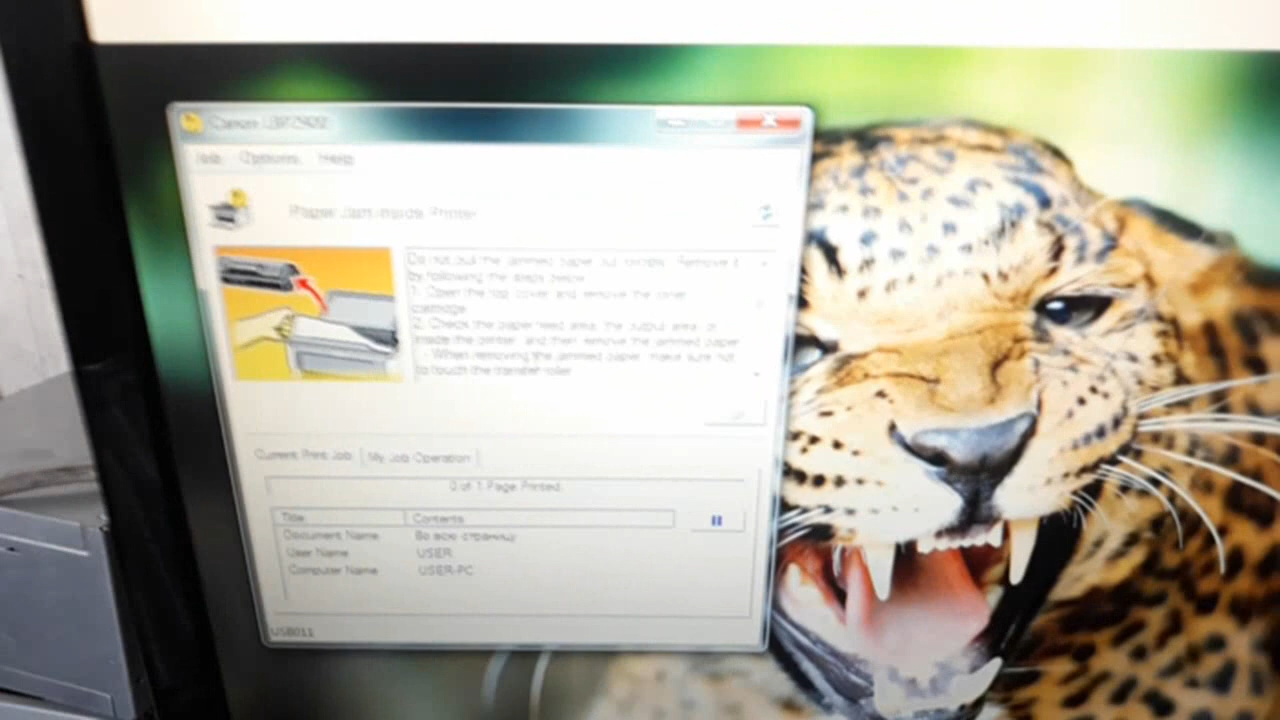 Canon
Job Options Help
Paper Jam Inside Printer
Do not pull the jammed paper out forcibly. Remove it
by following the steps below.
1. Open the top cover and remove the toner
cartridge.
2. Check the paper feed area, the output area, or
inside the printer, and then remove the jammed paper.
When removing the jammed paper, make sure not
to touch the transfer roller.
Current Print Job My Job Operation
0 of 1 Page Printed.
Title Contents
Document Name Во всю страницу
User Name USER
Computer Name USER-PC
USB011